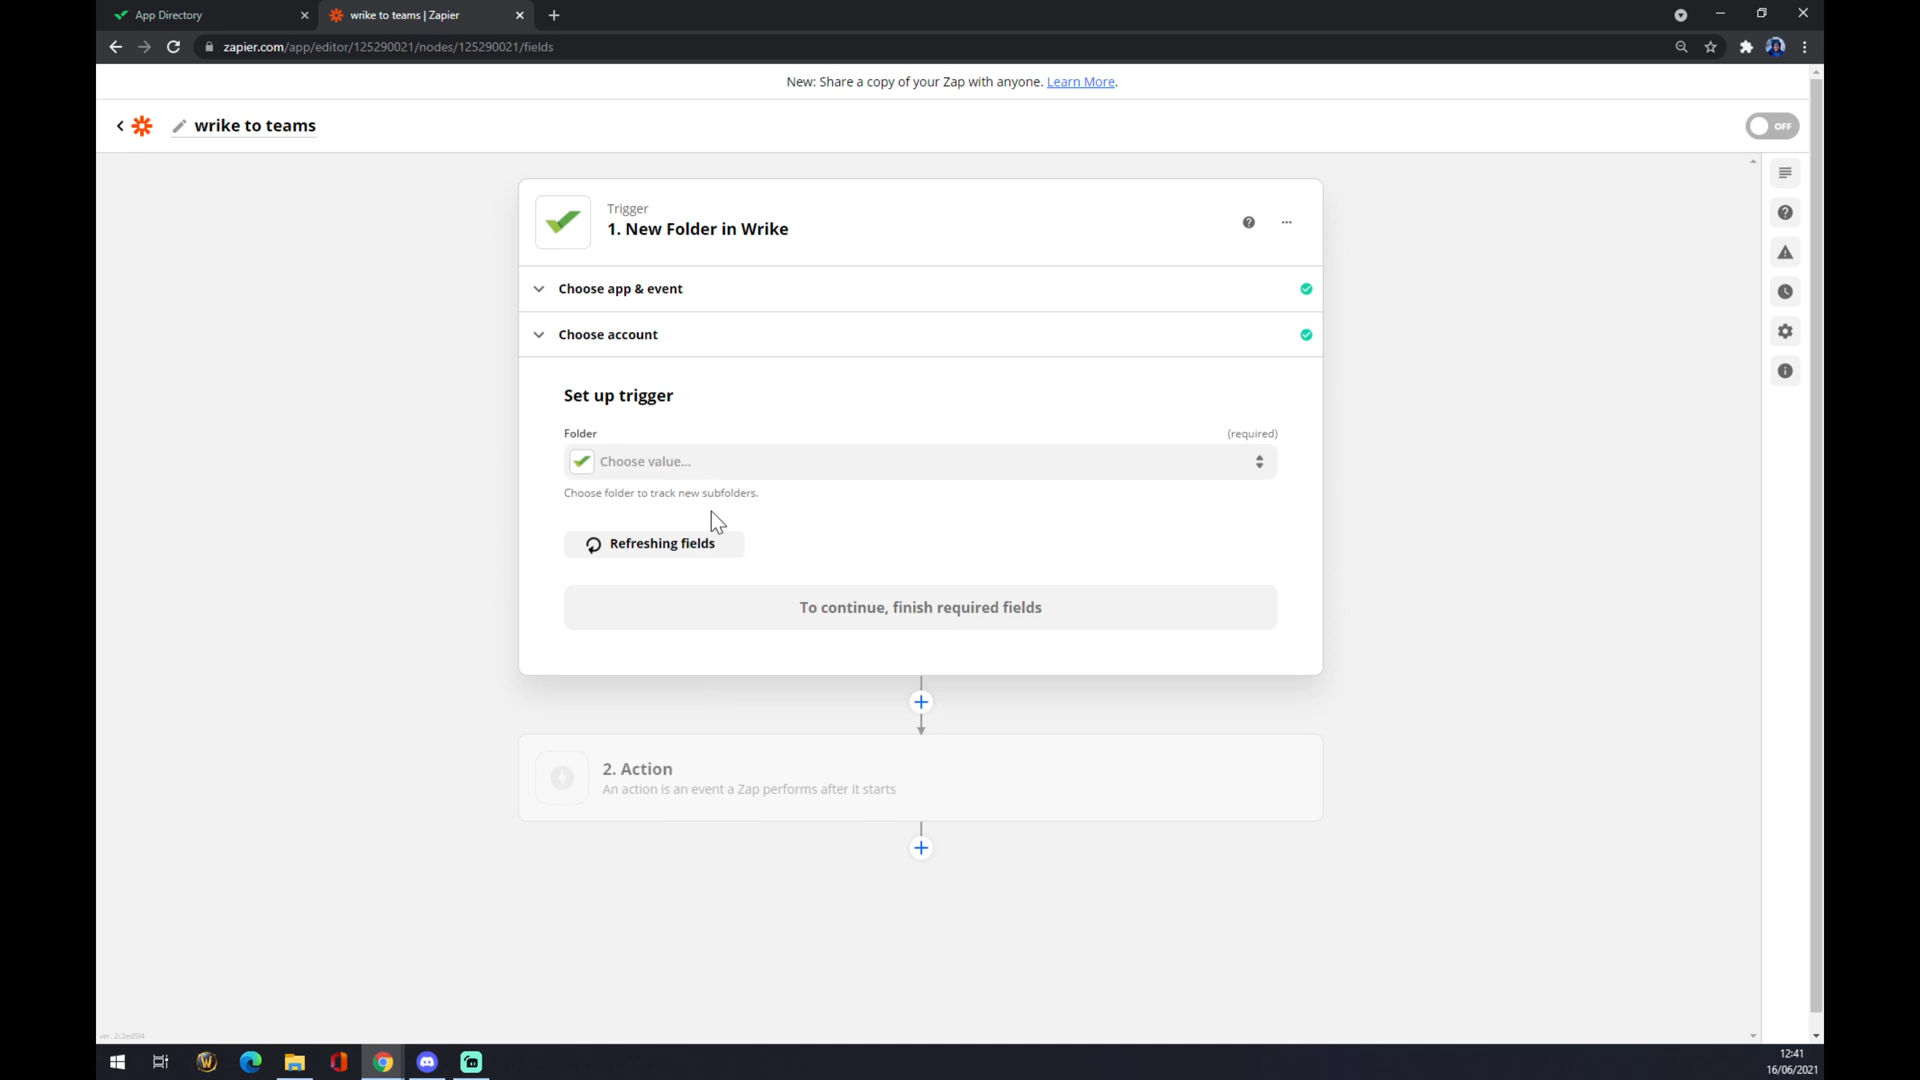 App Directory
wrike to teams | Zapier
zapier.com/app/editor/125290021/nodes/125290021/fields
New: Share a copy of your Zap with anyone. Learn More.
wrike to teams
OFF
Trigger
1. New Folder in Wrike
Choose app & event
Choose account
Set up trigger
Folder
(required)
Choose value...
Choose folder to track new subfolders.
Refreshing fields
To continue, finish required fields
2. Action
An action is an event a Zap performs after it starts
12:41
16/06/2021